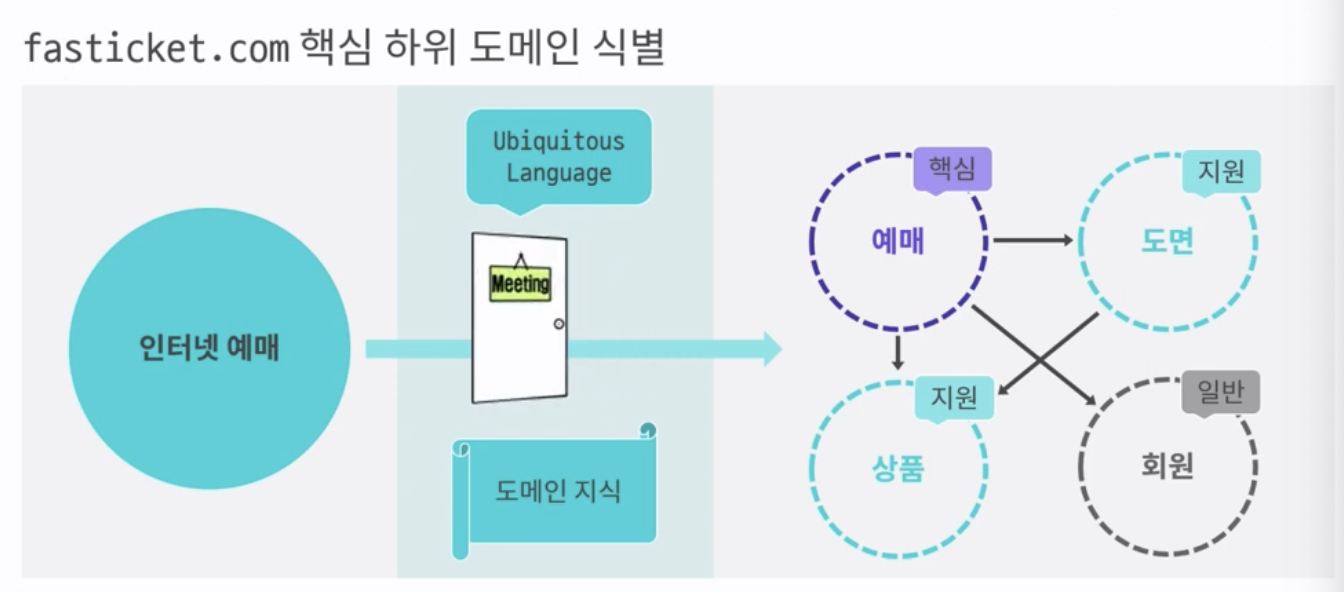 fasticket.com 핵심 하위 도메인 식별
인터넷 예매
Ubiquitous
Language
Meeting
도메인 지식
핵심
예매
지원
도면
지원
상품
일반
회원